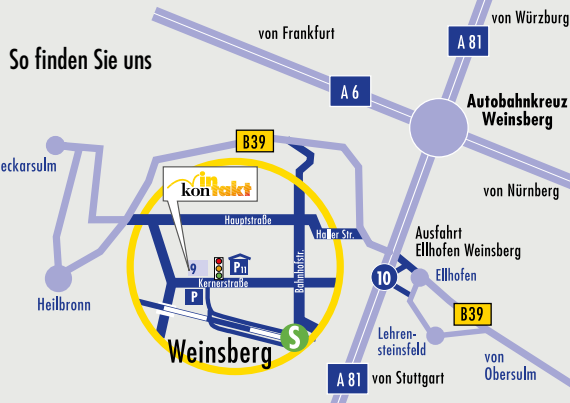 von Würzburg
von Frankfurt
A 81
So finden Sie uns
A 6
Autobahnkreuz
Weinsberg
B39
eckarsulm
in
kontakt
von Nürnberg
Hauptstraße
Haller Str.
Ausfahrt
Ellhofen Weinsberg
9
P11
Bahnhofstr.
10
Ellhofen
Kernerstraße
P
Heilbronn
B39
S
Weinsberg
Lehren-
steinsfeld
von
Obersulm
A 81
von Stuttgart